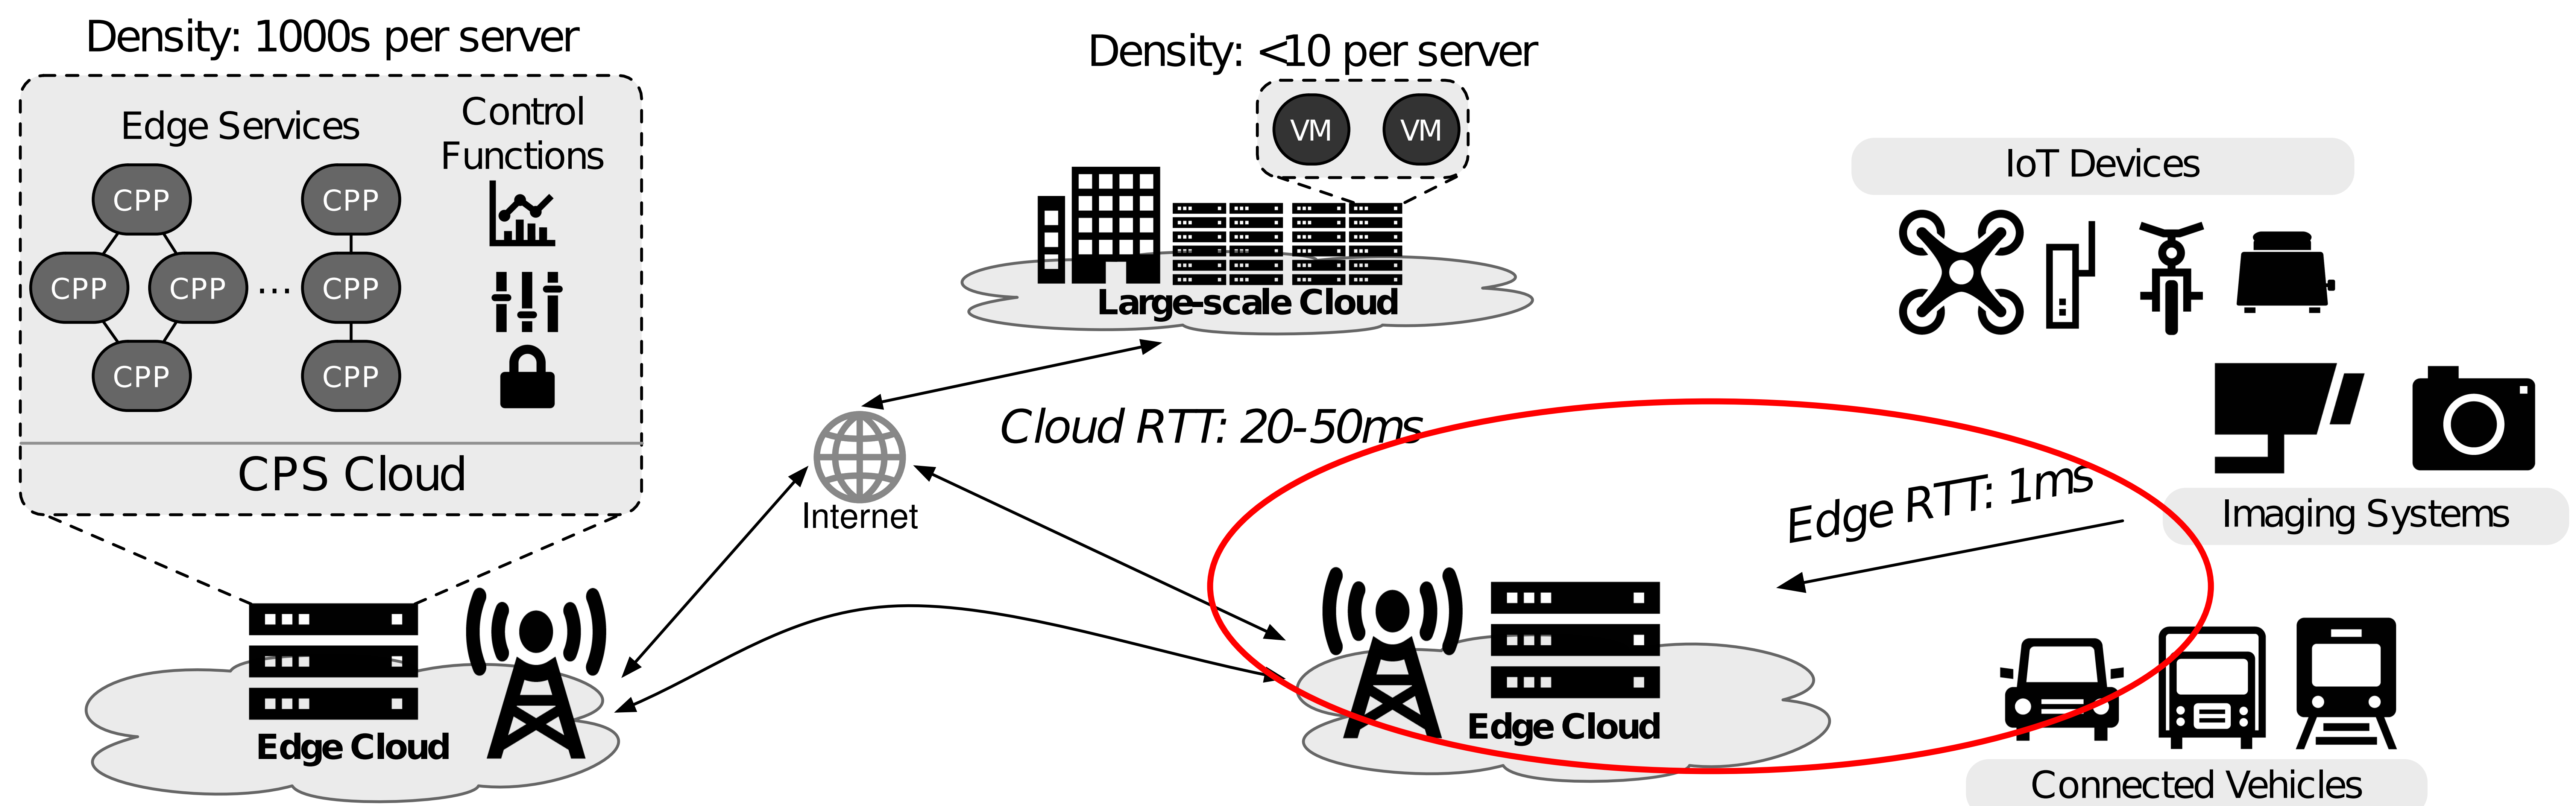 Density: 1000s per server
Edge Services
Control
Functions
CPP
CPP
CPP
CPP
...
CPP
CPP
CPP
CPS Cloud
Edge Cloud
Density: <10 per server
VM
VM
Large-scale Cloud
Cloud RTT: 20-50ms
Internet
Edge RTT: 1ms
Edge Cloud
IoT Devices
Imaging Systems
Connected Vehicles